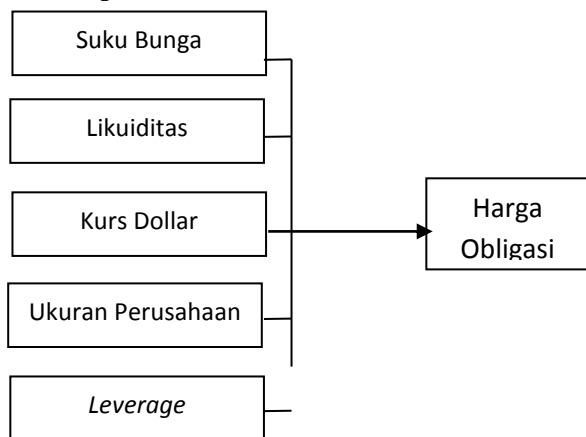 Suku Bunga
Likuiditas
Kurs Dollar
Harga
Obligasi
Ukuran Perusahaan
Leverage